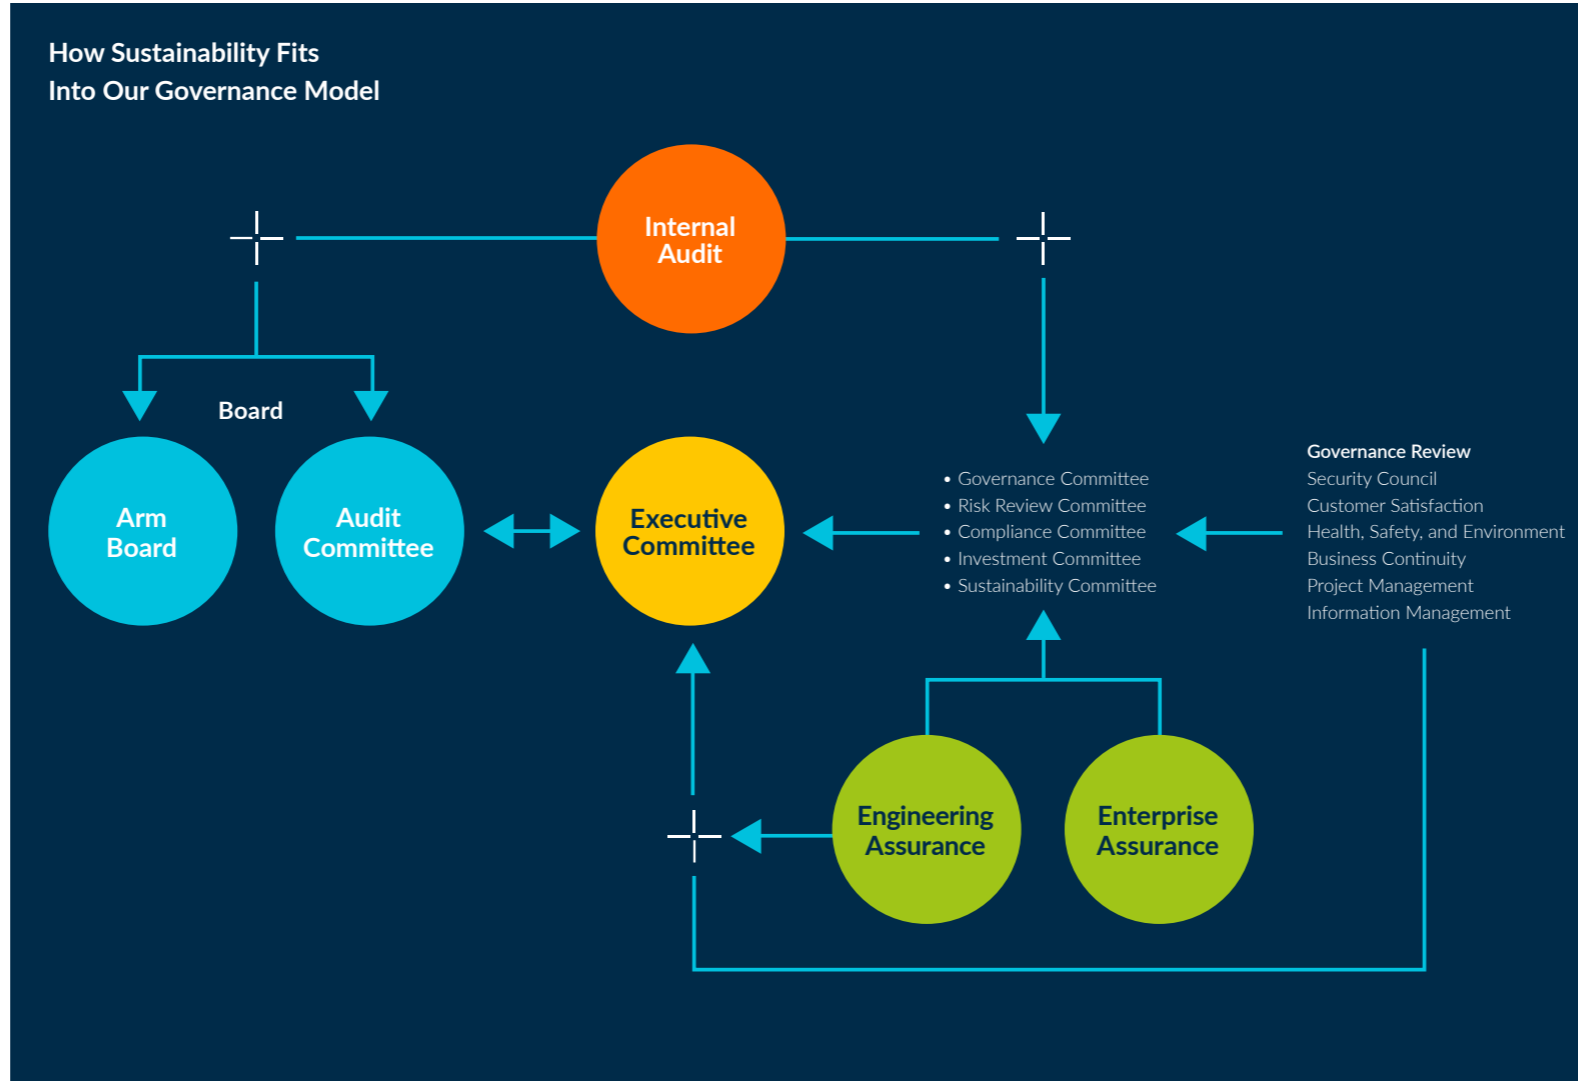 How Sustainability Fits
Into Our Governance Model
Internal
Audit
Board
Arm
Board
Audit
Committee
Executive
Committee
• Governance Committee
• Risk Review Committee
• Compliance Committee
• Investment Committee
• Sustainability Committee
Governance Review
Security Council
Customer Satisfaction
Health, Safety, and Environment
Business Continuity
Project Management
Information Management
Engineering
Assurance
Enterprise
Assurance